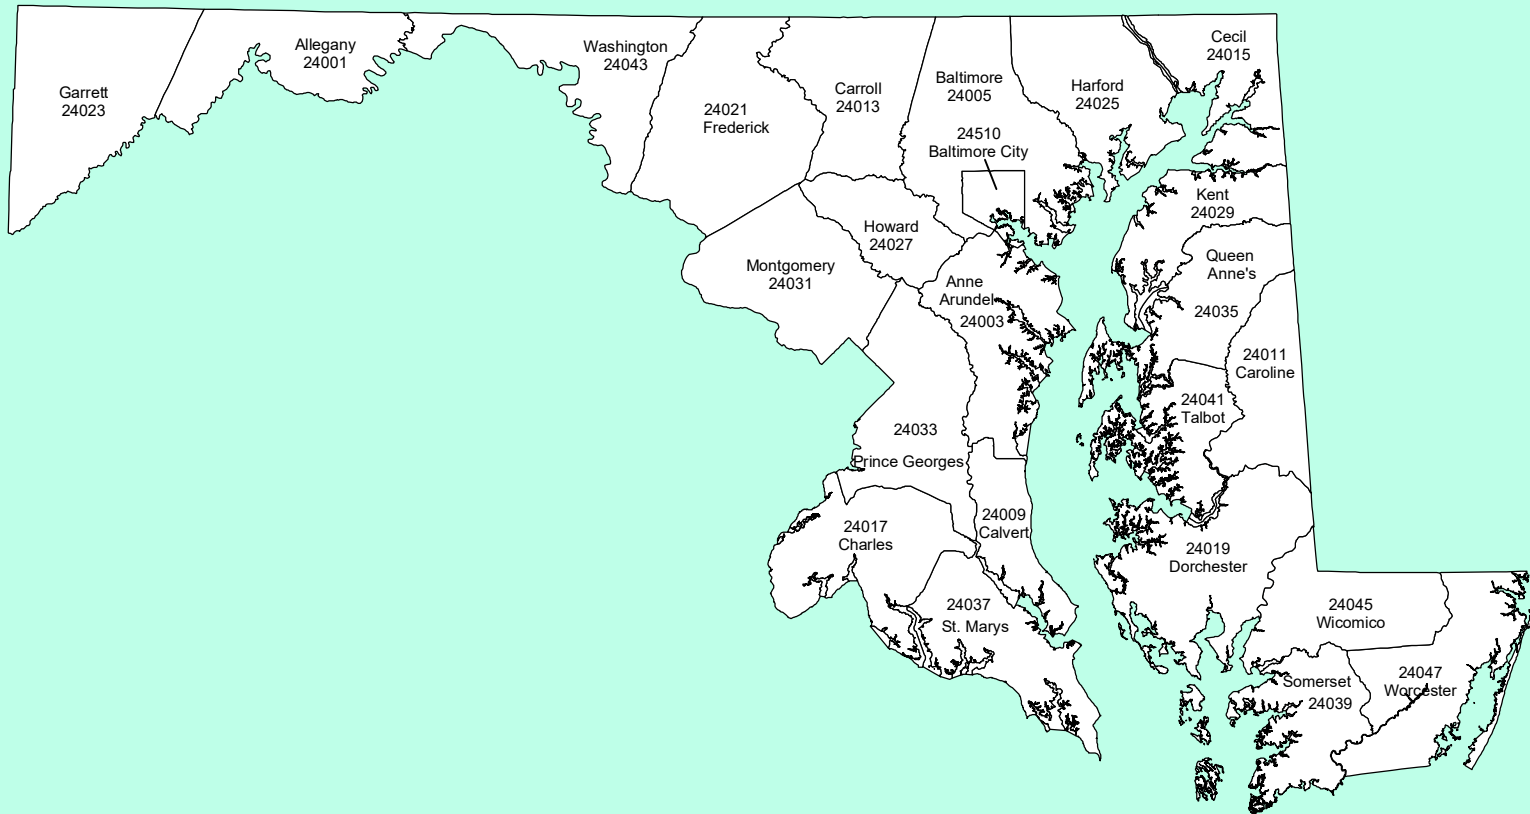 Garrett
24023
Allegany
24001
Washington
24043
24021
Frederick
Carroll
24013
Baltimore
24005
24510
Baltimore City
Harford
24025
Cecil
24015
Kent
24029
Howard
24027
Montgomery
24031
Anne
Arundel
24003
Queen
Anne's
24035
24011
Caroline
24041
Talbot
24033
Prince Georges
24009
Calvert
24017
Charles
24019
Dorchester
24037
St. Marys
24045
Wicomico
Somerset
24039
24047
Worcester